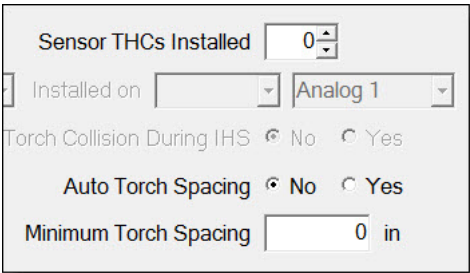 Sensor THCs Installed 0
Installed on Analog 1
Torch Collision During IHS No Yes
Auto Torch Spacing No Yes
Minimum Torch Spacing 0 in